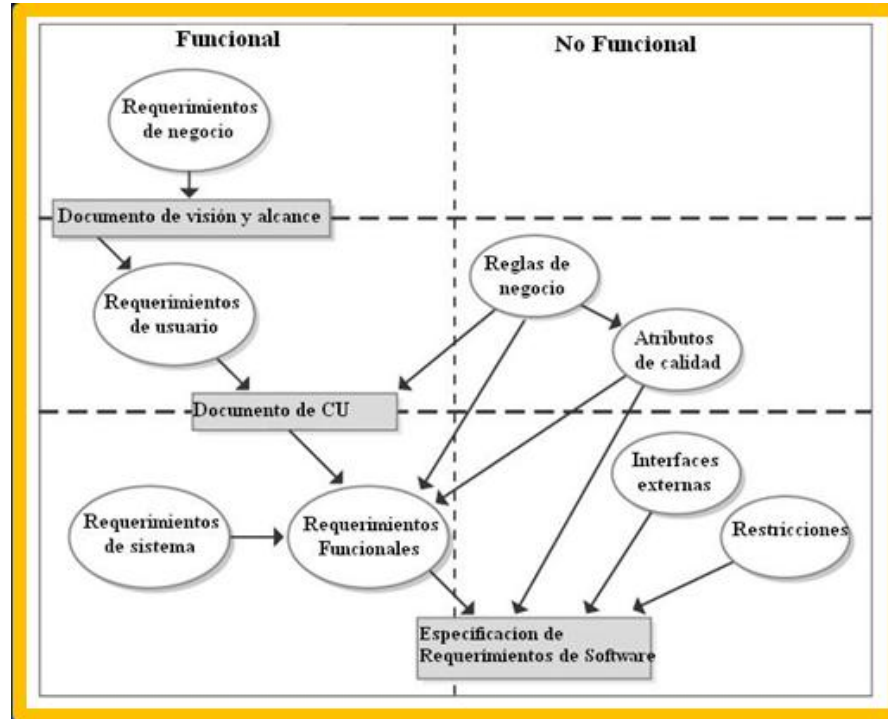 Funcional
No Funcional
Requerimientos
de negocio
Documento de visión y alcance
Reglas de
negocio
Requerimientos
de usuario
Atributos
de calidad
Documento de CU
Interfaces
externas
Requerimientos
de sistema
Requerimientos
Funcionales
Restricciones
Especificacion de
Requerimientos de Software